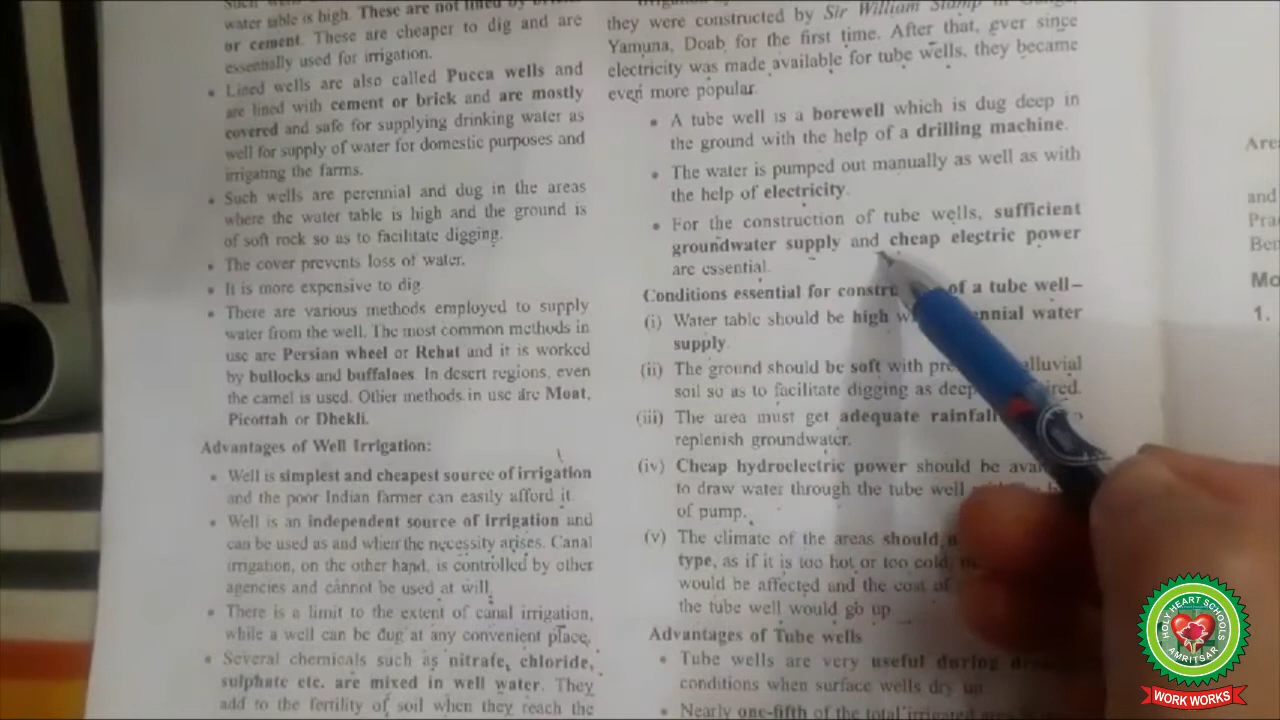 water table is high. These are not lined by
or cement. These are cheaper to dig and are
essentially used for irrigation.
• Lined wells are also called Pucca wells and
are lined with cement or brick and are mostly
covered and safe for supplying drinking water as
well for supply of water for domestic purposes and
irrigating the farms.
• Such wells are perennial and dug in the areas
where the water table is high and the ground is
of soft rock so as to facilitate digging.
• The cover prevents loss of water.
• It is more expensive to dig
• There are various methods employed to supply
water from the well. The most common methods in
use are Persian wheel or Rehat and it is worked
by bullocks and buffaloes. In desert regions, even
the camel is used. Other methods in use are Moat,
Picottah or Dhekli.
Advantages of Well Irrigation:
• Well is simplest and cheapest source of irrigation
and the poor Indian farmer can easily afford it.
• Well is an independent source of irrigation and
can be used as and when the necessity arises. Canal
irrigation, on the other hand, is controlled by other
agencies and cannot be used at will.
• There is a limit to the extent of canal irrigation,
while a well can be dug at any convenient place.
• Several chemicals such as nitrate, chloride,
sulphate etc. are mixed in well water. They
add to the fertility of soil when they reach the
they were constructed by Sir William Stamp in
Yamuna, Doab for the first time. After that, ever since
electricity was made available for tube wells, they became
even more popular.
• A tube well is a borewell which is dug deep in
the ground with the help of a drilling machine.
• The water is pumped out manually as well as with
the help of electricity.
• For the construction of tube wells, sufficient
groundwater supply and cheap electric power
are essential.
Conditions essential for of a tube well–
(i) Water table should be high water
supply.
(ii) The ground should be soft with alluvial
soil so as to facilitate digging as deep
(iii) The area must get adequate rainfall
replenish groundwater.
(iv) Cheap hydroelectric power should be
to draw water through the tube well
of pump.
(v) The climate of the areas should
type, as if it is too hot or too cold,
would be affected and the cost of
the tube well would go up
Advantages of Tube wells
• Tube wells are very useful during
conditions when surface wells dry up
• Nearly one-fifth of the total irrigated
and
1.
HOLY HEART SCHOOLS
AMRITSAR
WORK WORKS